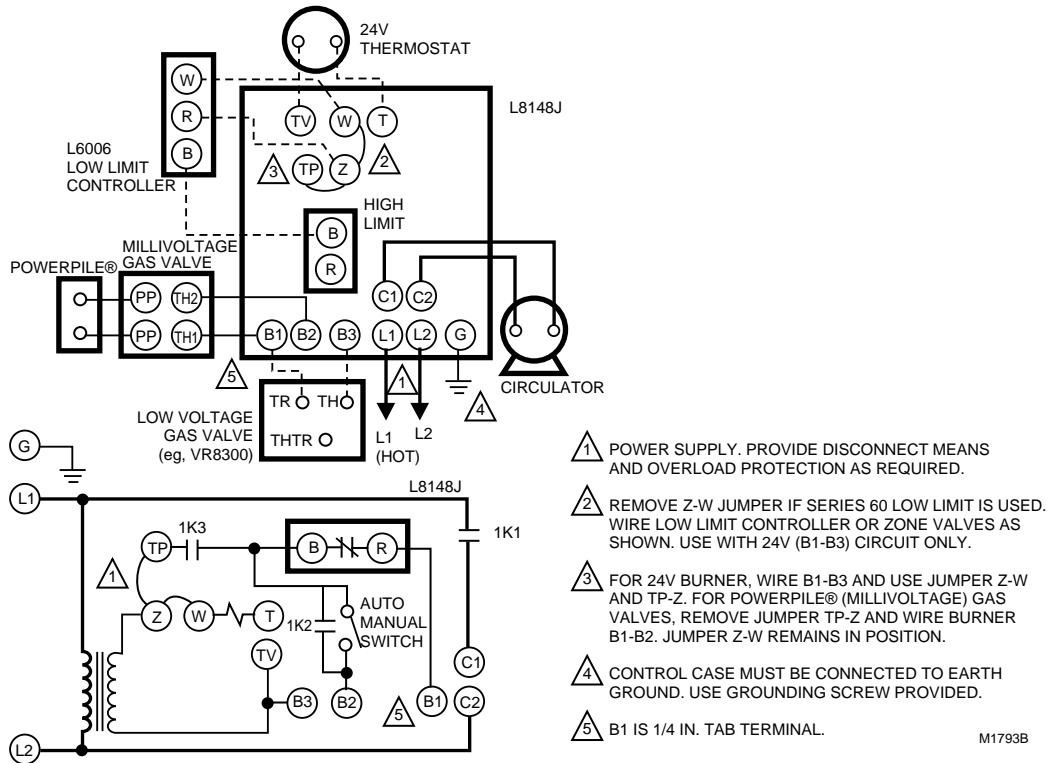 24V
THERMOSTAT
W
R
B
L6006
LOW LIMIT
CONTROLLER
L8148J
TV
W
T
3
TP
Z
2
HIGH
LIMIT
B
R
MILLIVOLTAGE
GAS VALVE
POWERPILE®
PP
TH2
PP
TH1
C1
C2
B1
B2
B3
L1
L2
G
5
1
4
CIRCULATOR
LOW VOLTAGE
GAS VALVE
(eg, VR8300)
TR
TH
THTR
L1
(HOT)
L2
G
L1
L8148J
1K3
TP
B
R
1K1
1
Z
W
T
1K2
AUTO
MANUAL
SWITCH
TV
C1
B3
B2
5
B1
C2
L2
1 POWER SUPPLY. PROVIDE DISCONNECT MEANS
AND OVERLOAD PROTECTION AS REQUIRED.
2 REMOVE Z-W JUMPER IF SERIES 60 LOW LIMIT IS USED.
WIRE LOW LIMIT CONTROLLER OR ZONE VALVES AS
SHOWN. USE WITH 24V (B1-B3) CIRCUIT ONLY.
3 FOR 24V BURNER, WIRE B1-B3 AND USE JUMPER Z-W
AND TP-Z. FOR POWERPILE® (MILLIVOLTAGE) GAS
VALVES, REMOVE JUMPER TP-Z AND WIRE BURNER
B1-B2. JUMPER Z-W REMAINS IN POSITION.
4 CONTROL CASE MUST BE CONNECTED TO EARTH
GROUND. USE GROUNDING SCREW PROVIDED.
5 B1 IS 1/4 IN. TAB TERMINAL.
M1793B